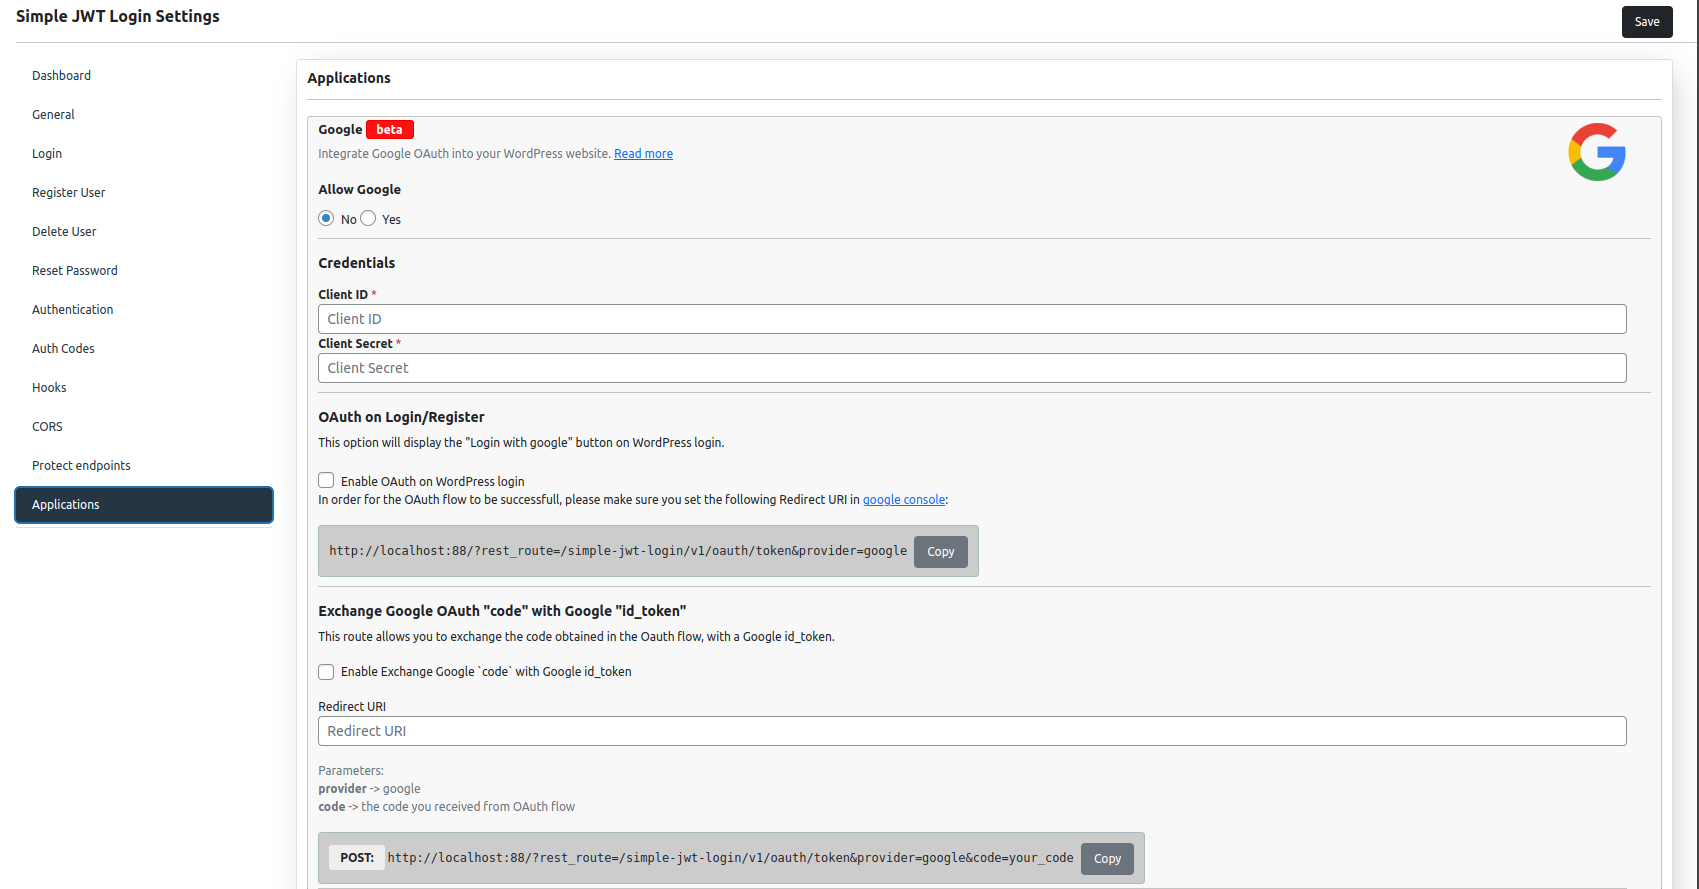 Simple JWT Login Settings
Save
Dashboard
General
Login
Register User
Delete User
Reset Password
Authentication
Auth Codes
Hooks
CORS
Protect endpoints
Applications
Applications
Google beta
Integrate Google OAuth into your WordPress website. Read more
Allow Google
No Yes
Credentials
Client ID *
Client ID
Client Secret *
Client Secret
OAuth on Login/Register
This option will display the "Login with google" button on WordPress login.
Enable OAuth on WordPress login
In order for the OAuth flow to be successfull, please make sure you set the following Redirect URI in google console:
http://localhost:88/?rest_route=/simple-jwt-login/v1/oauth/token&provider=google Copy
Exchange Google OAuth "code" with Google "id_token"
This route allows you to exchange the code obtained in the Oauth flow, with a Google id_token.
Enable Exchange Google `code` with Google id_token
Redirect URI
Redirect URI
Parameters:
provider -> google
code -> the code you received from OAuth flow
POST: http://localhost:88/?rest_route=/simple-jwt-login/v1/oauth/token&provider=google&code=your_code Copy